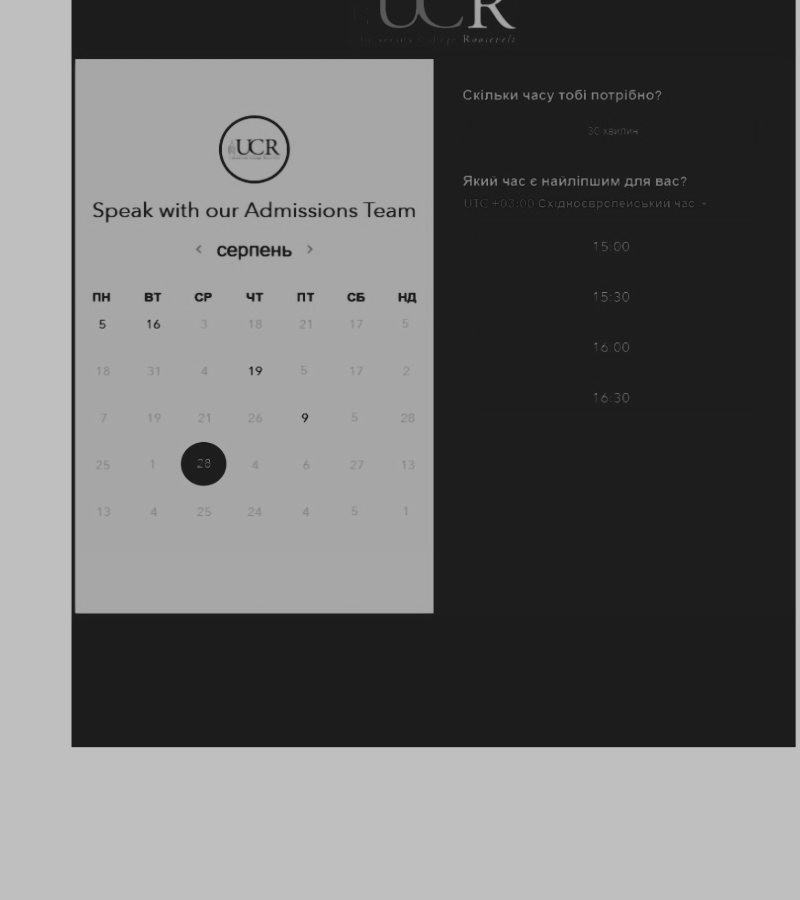 UCR
University College Roosevelt
UCR
Speak with our Admissions Team
серпень
ПН ВТ СР ЧТ ПТ СБ НД
5 16 3 18 21 17 5
18 31 4 19 5 17 2
7 19 21 26 9 5 28
25 1 28 4 6 27 13
13 4 25 24 4 5 1
Скільки часу тобі потрібно?
30 хвилин
Який час є найліпшим для вас?
UTC +03:00 Східноєвропейський час
15:00
15:30
16:00
16:30